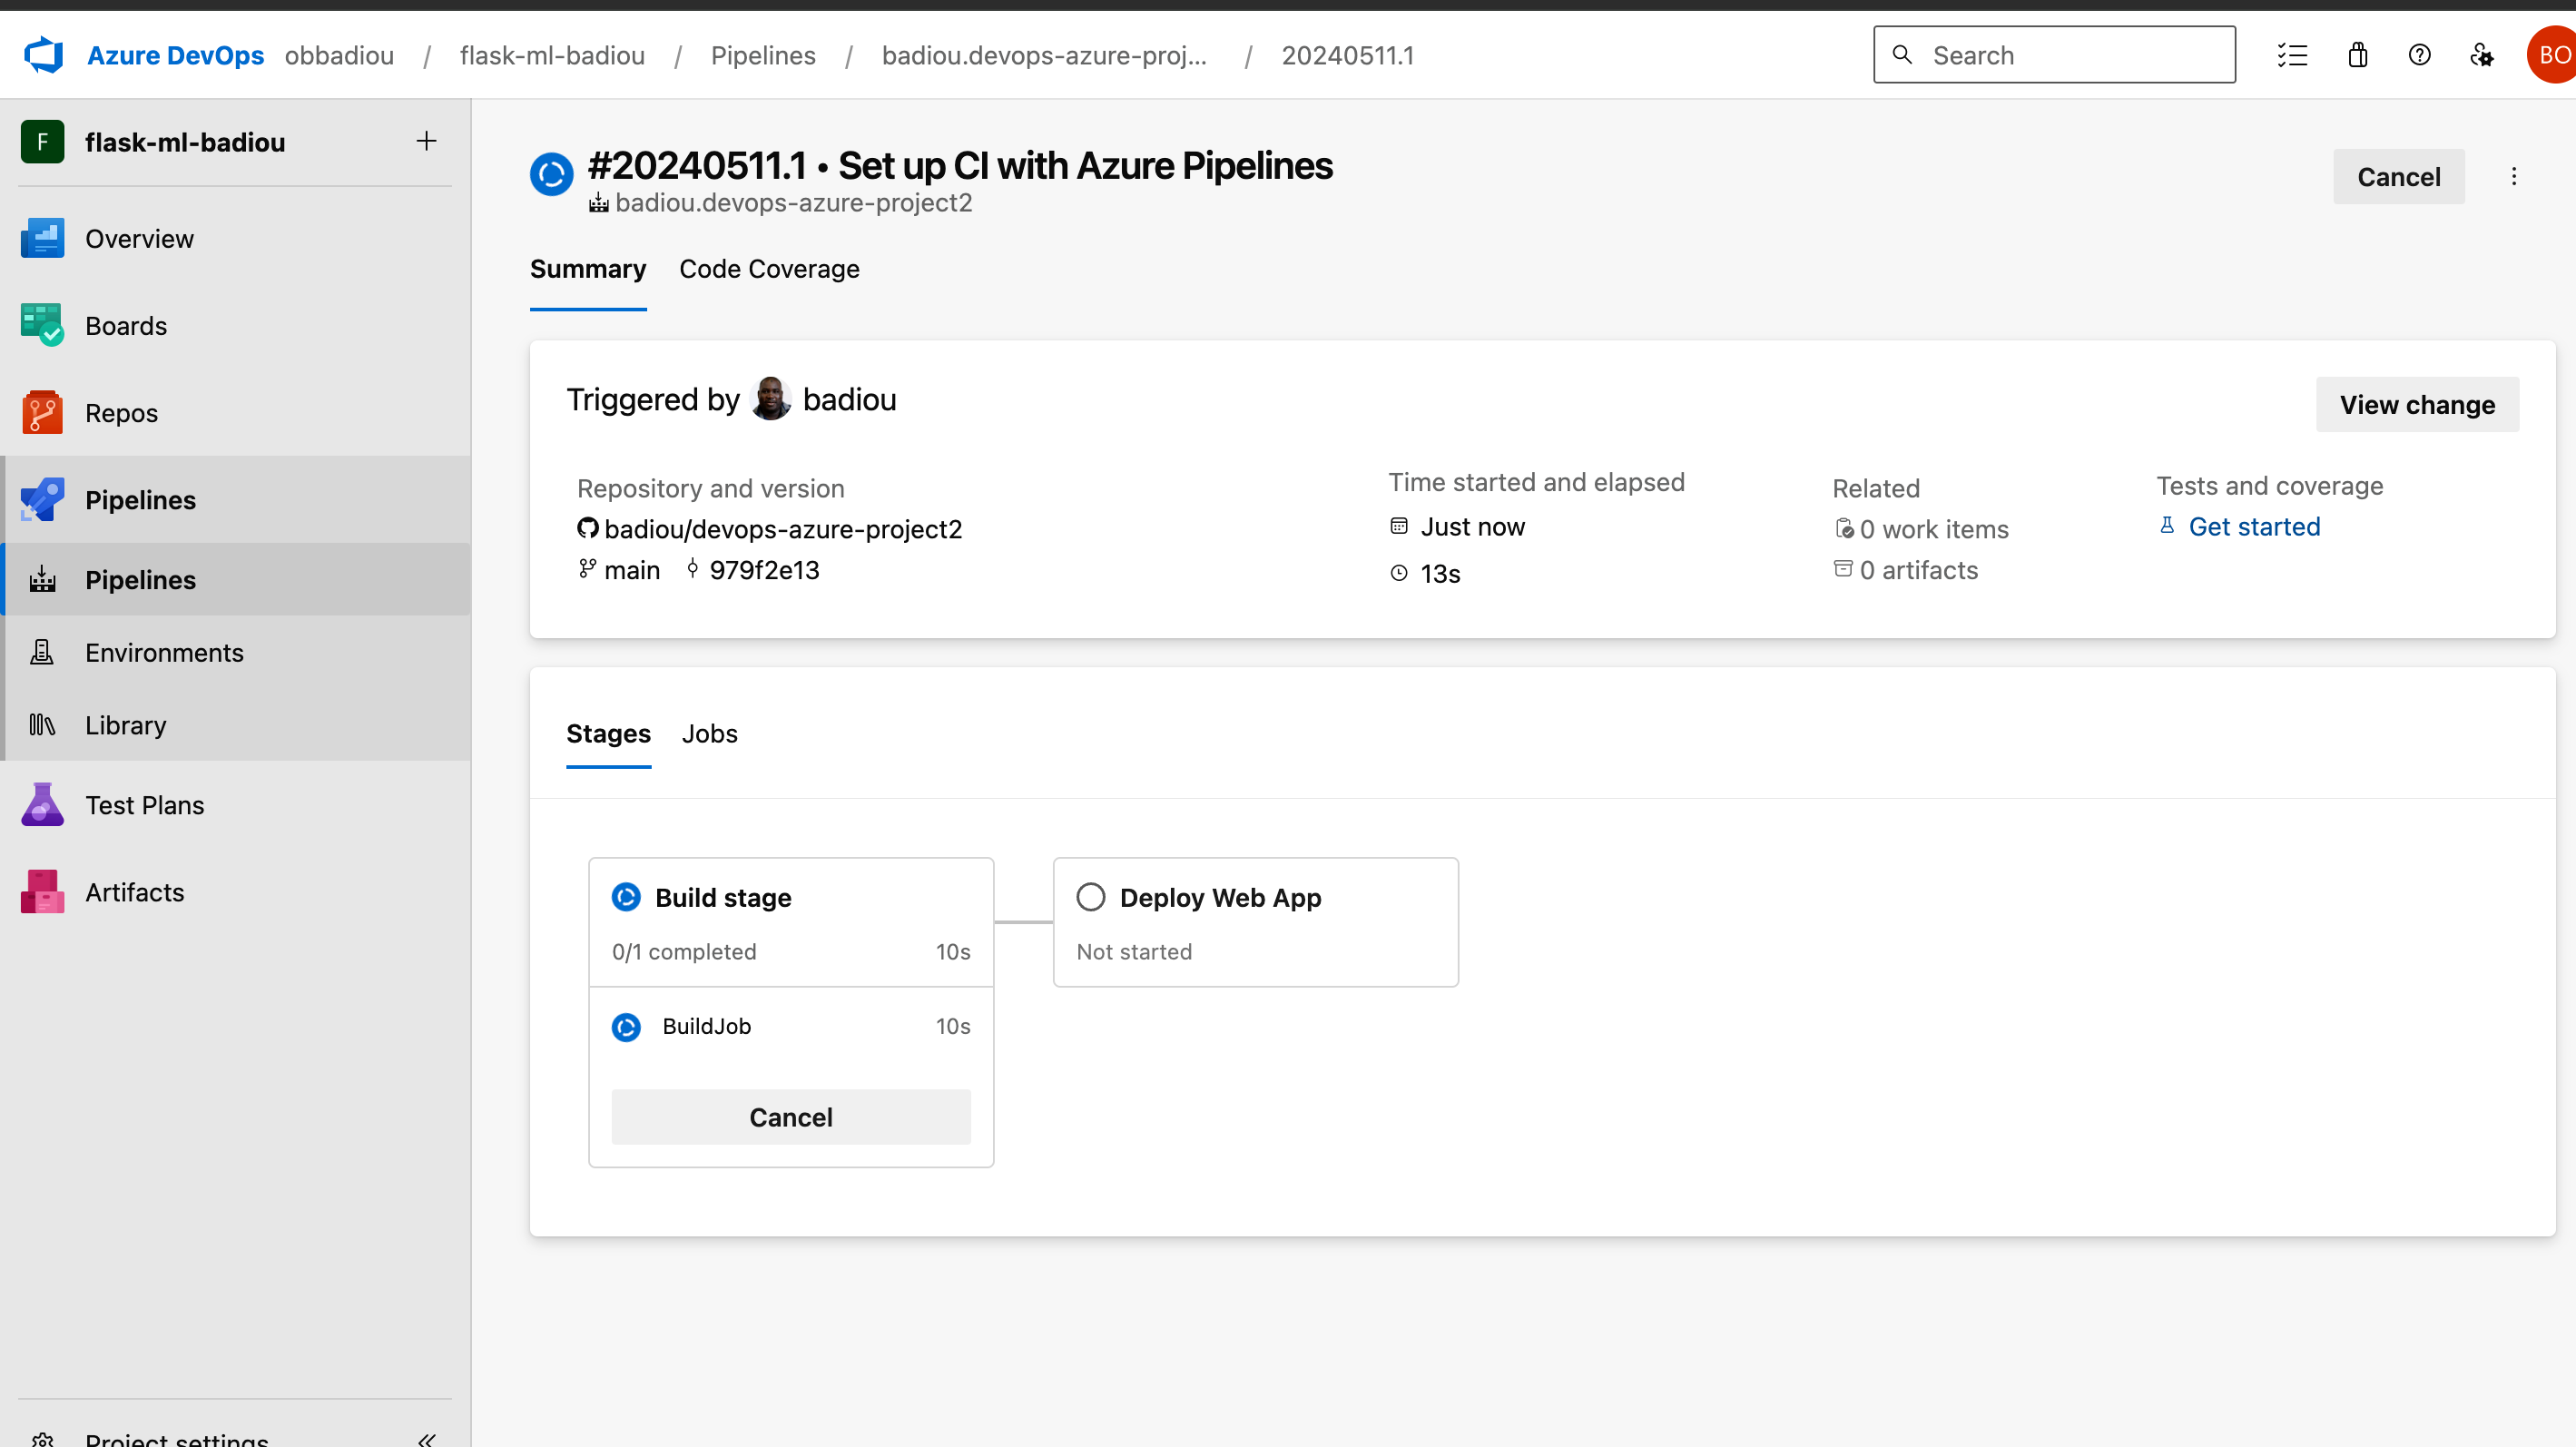 Azure DevOps obbadiou / flask-ml-badiou / Pipelines / badiou.devops-azure-proj... / 20240511.1 Search BO
F flask-ml-badiou
Overview
Boards
Repos
Pipelines
Pipelines
Environments
Library
Test Plans
Artifacts
Project settings
#20240511.1 • Set up CI with Azure Pipelines
badiou.devops-azure-project2
Cancel
Summary Code Coverage
Triggered by badiou
View change
Repository and version
badiou/devops-azure-project2
main 979f2e13
Time started and elapsed
Just now
13s
Related
0 work items
0 artifacts
Tests and coverage
Get started
Stages Jobs
Build stage
0/1 completed 10s
BuildJob 10s
Cancel
Deploy Web App
Not started